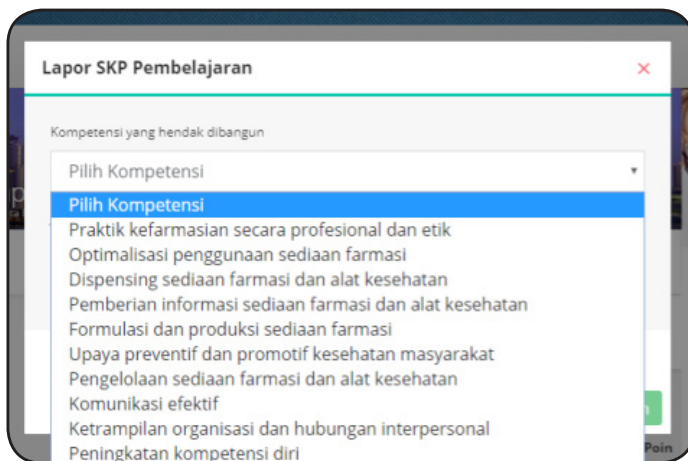 Lapor SKP Pembelajaran
×
Kompetensi yang hendak dibangun
Pilih Kompetensi
Pilih Kompetensi
Praktik kefarmasian secara profesional dan etik
Optimalisasi penggunaan sediaan farmasi
Dispensing sediaan farmasi dan alat kesehatan
Pemberian informasi sediaan farmasi dan alat kesehatan
Formulasi dan produksi sediaan farmasi
Upaya preventif dan promotif kesehatan masyarakat
Pengelolaan sediaan farmasi dan alat kesehatan
Komunikasi efektif
Ketrampilan organisasi dan hubungan interpersonal
Peningkatan kompetensi diri
Poin